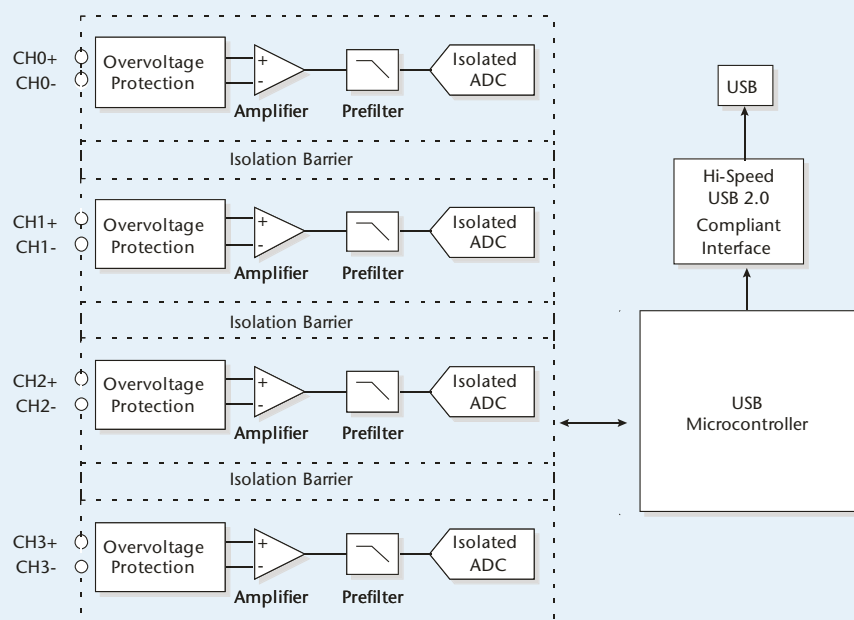 CH0+
CH0-
Overvoltage
Protection
+
-
Amplifier
Prefilter
Isolated
ADC
Isolation Barrier
CH1+
CH1-
Overvoltage
Protection
+
-
Amplifier
Prefilter
Isolated
ADC
Isolation Barrier
CH2+
CH2-
Overvoltage
Protection
+
-
Amplifier
Prefilter
Isolated
ADC
Isolation Barrier
CH3+
CH3-
Overvoltage
Protection
+
-
Amplifier
Prefilter
Isolated
ADC
USB
Hi-Speed
USB 2.0
Compliant
Interface
USB
Microcontroller